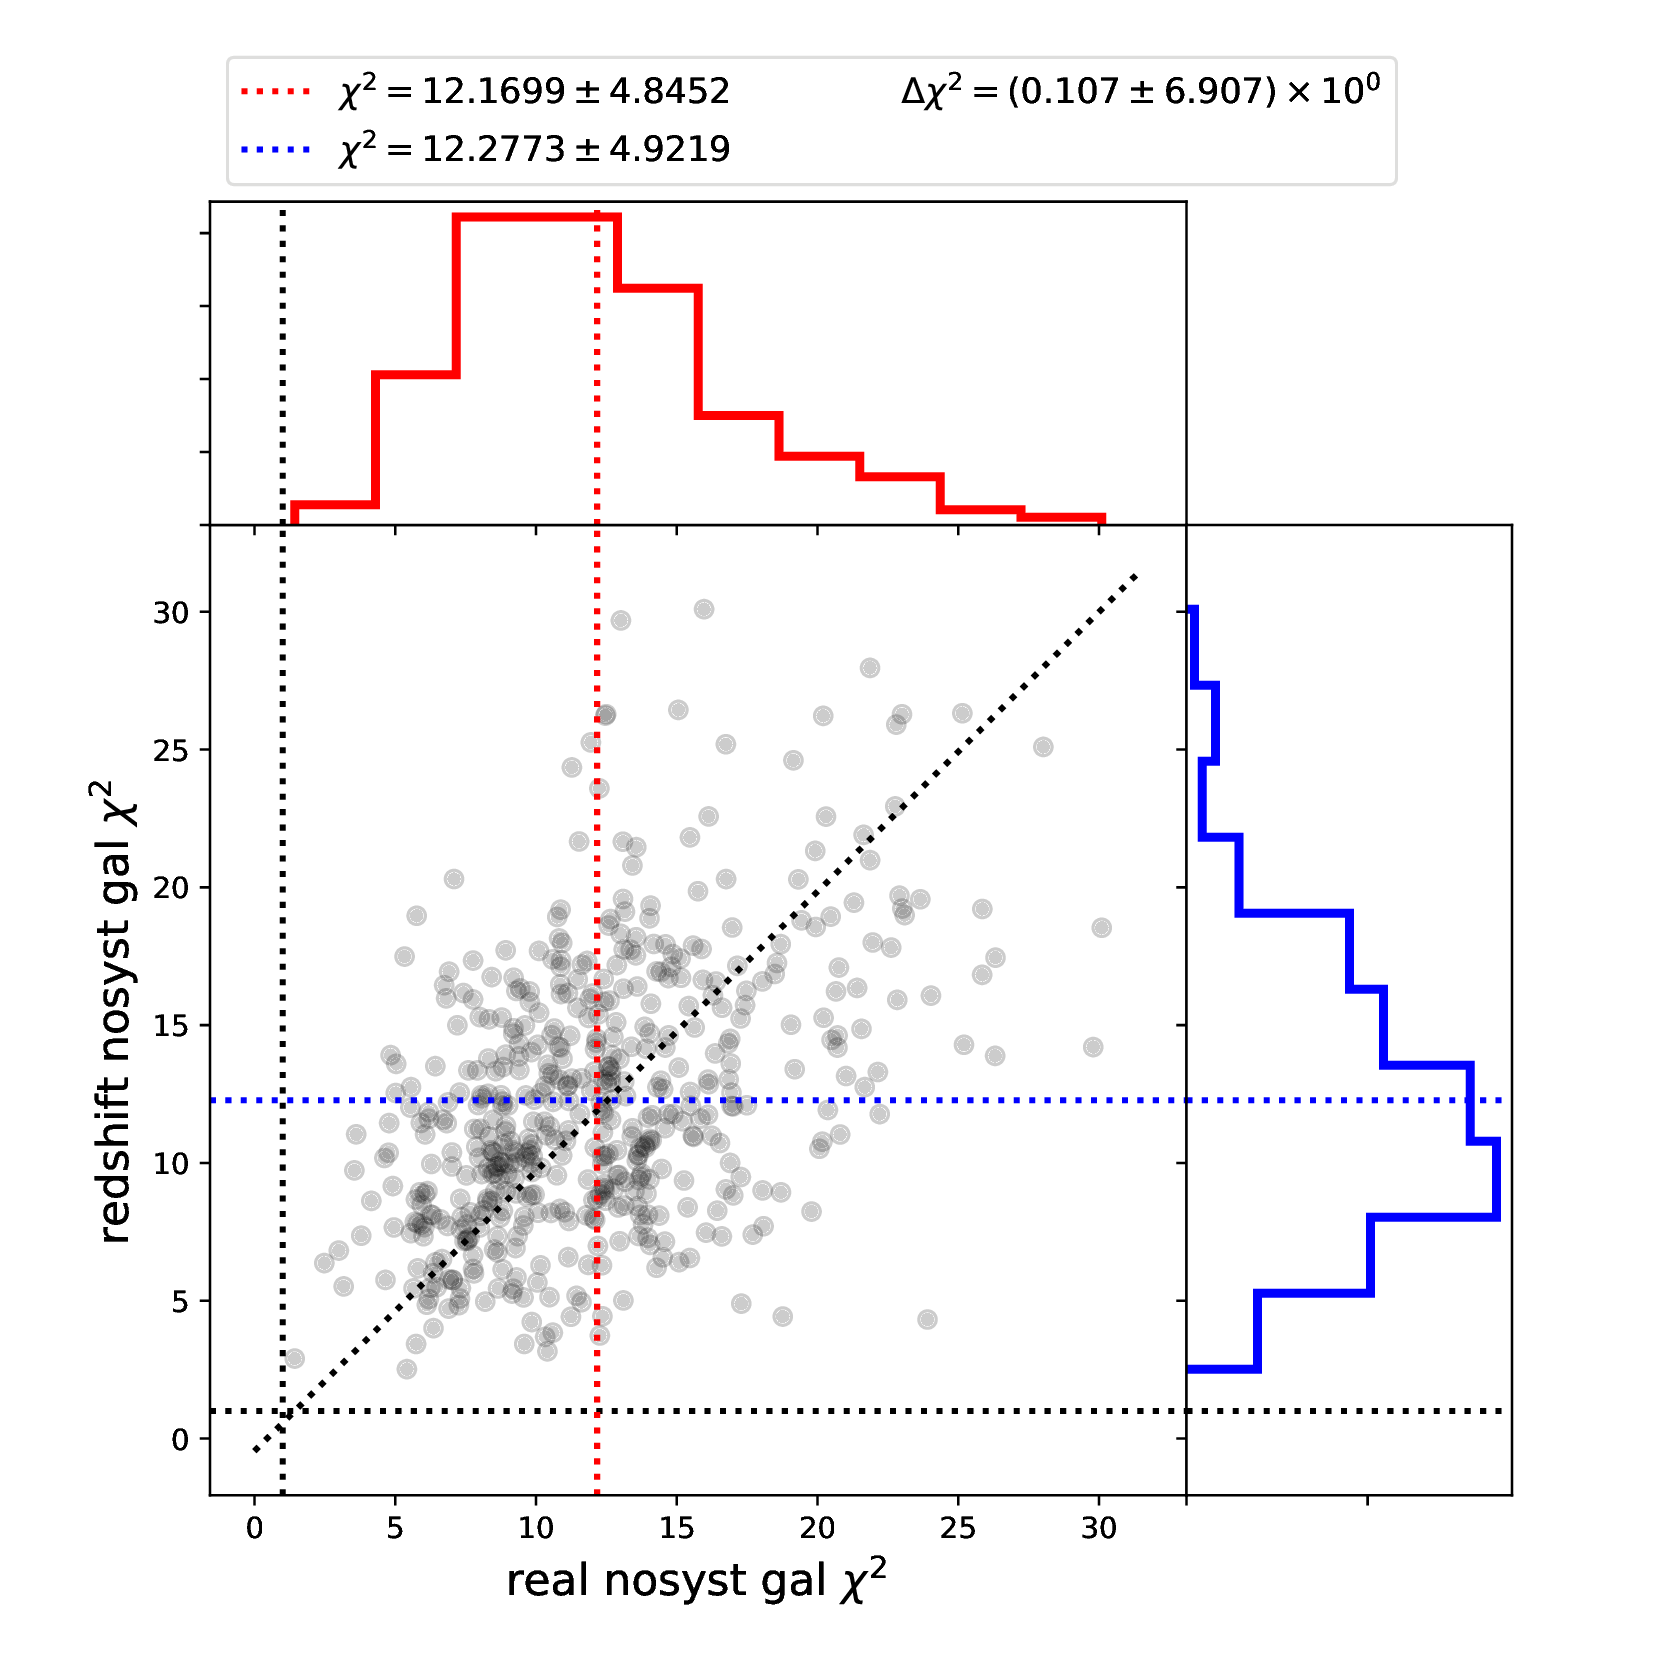 χ² = 12.1699 ± 4.8452
χ² = 12.2773 ± 4.9219
Δχ² = (0.107 ± 6.907) × 10⁰
redshift nosyst gal χ²
30
25
20
15
10
5
0
0 5 10 15 20 25 30
real nosyst gal χ²